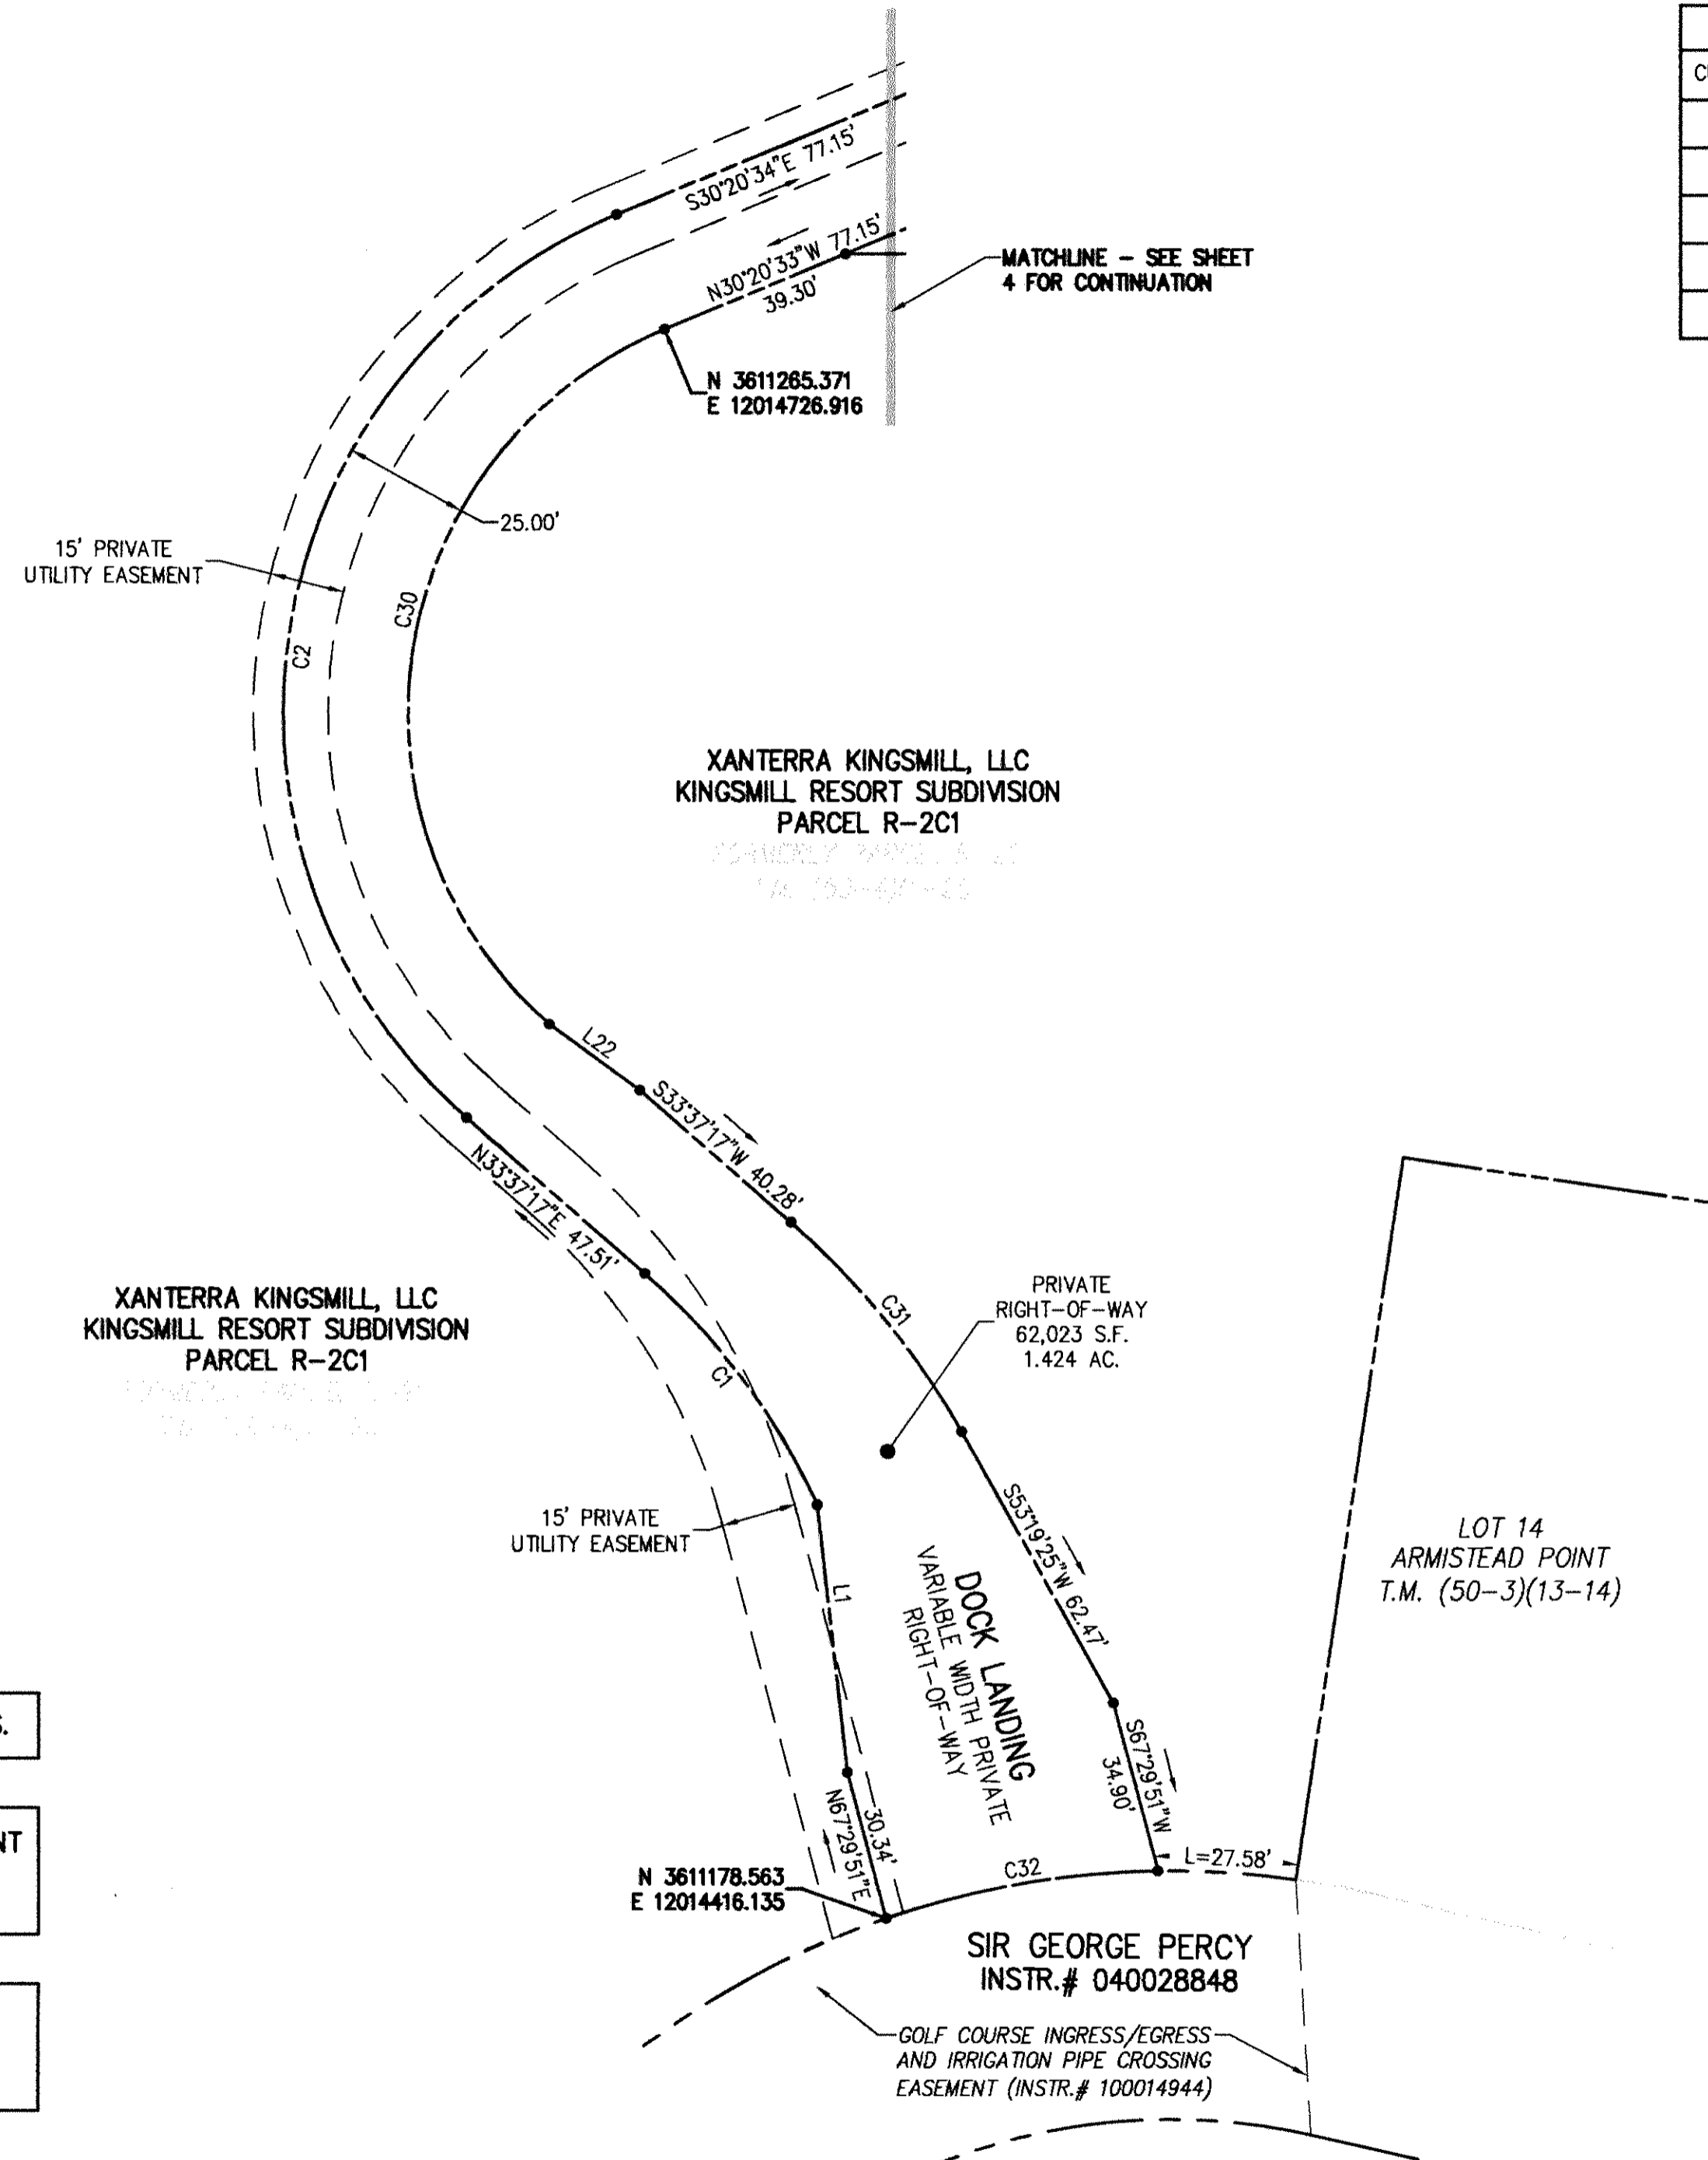 C
S30°20'34"E 77.15'
N30°20'33"W 77.15'
39.30'
MATCHLINE - SEE SHEET
4 FOR CONTINUATION
N 3611265.371
E 12014726.916
25.00'
15' PRIVATE
UTILITY EASEMENT
C30
C2
XANTERRA KINGSMILL, LLC
KINGSMILL RESORT SUBDIVISION
PARCEL R-2C1
L22
S33°37'17"W 40.28'
N33°37'17"E 47.51'
XANTERRA KINGSMILL, LLC
KINGSMILL RESORT SUBDIVISION
PARCEL R-2C1
PRIVATE
RIGHT-OF-WAY
62,023 S.F.
1.424 AC.
C31
C1
15' PRIVATE
UTILITY EASEMENT
S53°19'25"W 62.47'
LOT 14
ARMISTEAD POINT
T.M. (50-3)(13-14)
L1
DOCK LANDING
VARIABLE WIDTH PRIVATE
RIGHT-OF-WAY
S67°29'51"W
34.90'
S.
NT
N67°29'51"E
30.34'
L=27.58'
C32
N 3611178.563
E 12014416.135
SIR GEORGE PERCY
INSTR.# 040028848
GOLF COURSE INGRESS/EGRESS
AND IRRIGATION PIPE CROSSING
EASEMENT (INSTR.# 100014944)